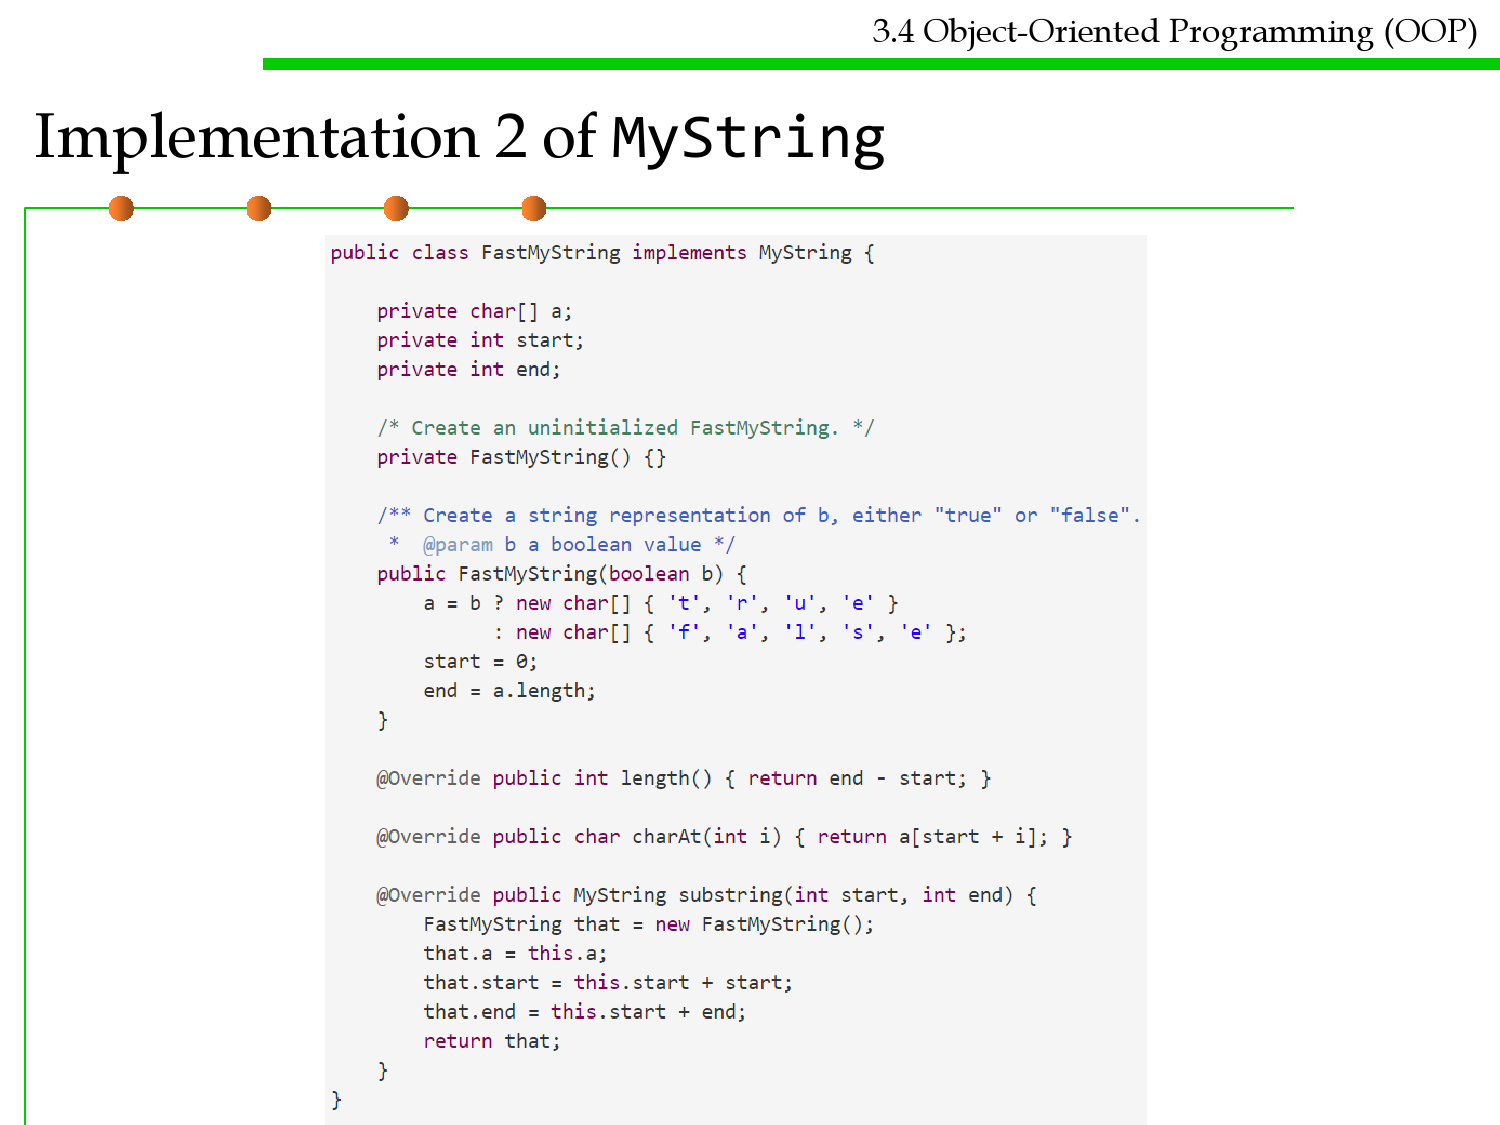 3.4 Object-Oriented Programming (OOP)
Implementation 2 of MyString
public class FastMyString implements MyString {
private char[] a;
private int start;
private int end;
/* Create an uninitialized FastMyString. */
private FastMyString() {}
/** Create a string representation of b, either "true" or "false".
* @param b a boolean value */
public FastMyString(boolean b) {
a = b ? new char[] { 't', 'r', 'u', 'e' }
: new char[] { 'f', 'a', 'l', 's', 'e' };
start = 0;
end = a.length;
}
@Override public int length() { return end - start; }
@Override public char charAt(int i) { return a[start + i]; }
@Override public MyString substring(int start, int end) {
FastMyString that = new FastMyString();
that.a = this.a;
that.start = this.start + start;
that.end = this.start + end;
return that;
}
}